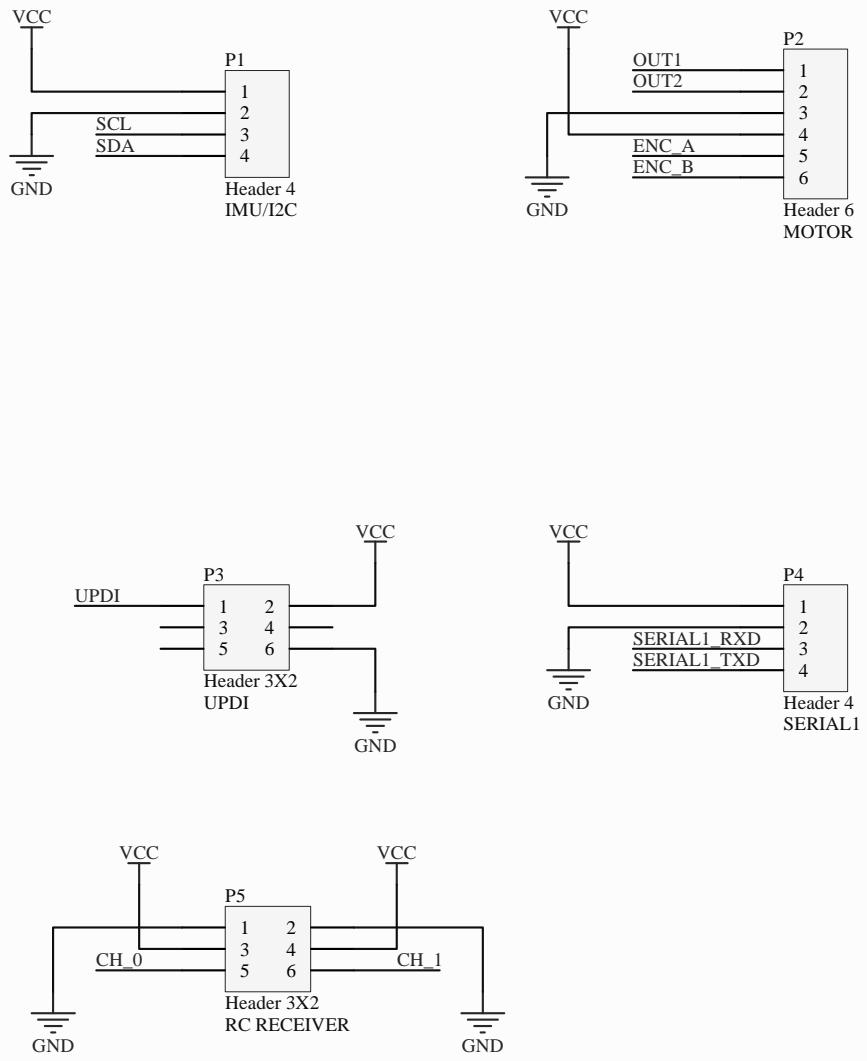 VCC
P1
1
2
SCL
3
SDA
4
GND
Header 4
IMU/I2C
VCC
P2
OUT1
1
OUT2
2
3
4
ENC_A
5
ENC_B
6
GND
Header 6
MOTOR
VCC
P3
UPDI
1 2
3 4
5 6
Header 3X2
UPDI
GND
VCC
P4
1
2
SERIAL1_RXD
3
SERIAL1_TXD
4
GND
Header 4
SERIAL1
VCC
VCC
P5
1 2
3 4
CH_0
5 6
CH_1
Header 3X2
RC RECEIVER
GND
GND